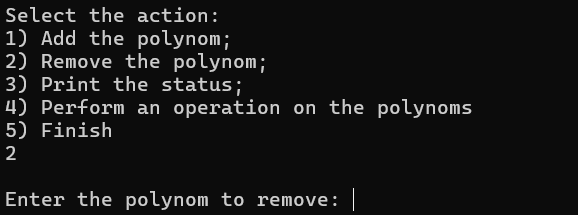 Select the action:
1) Add the polynom;
2) Remove the polynom;
3) Print the status;
4) Perform an operation on the polynoms
5) Finish
2
Enter the polynom to remove: